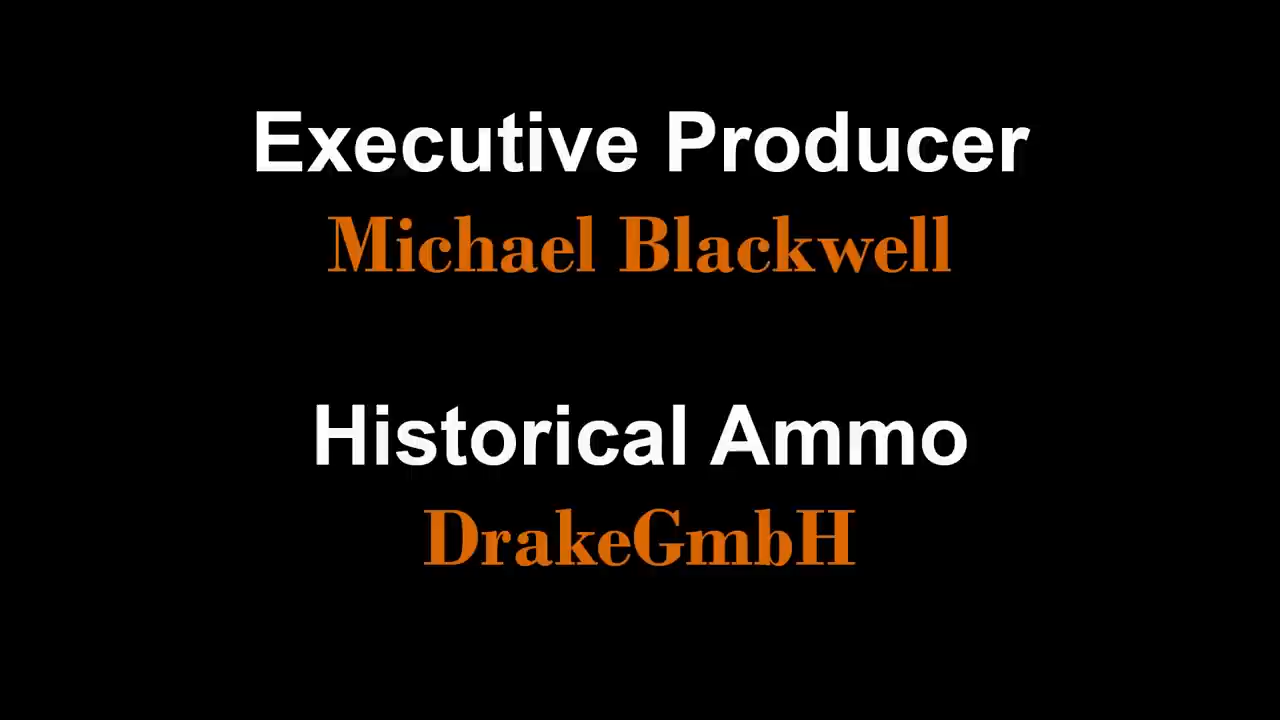 Executive Producer
Michael Blackwell
Historical Ammo
DrakeGmbH